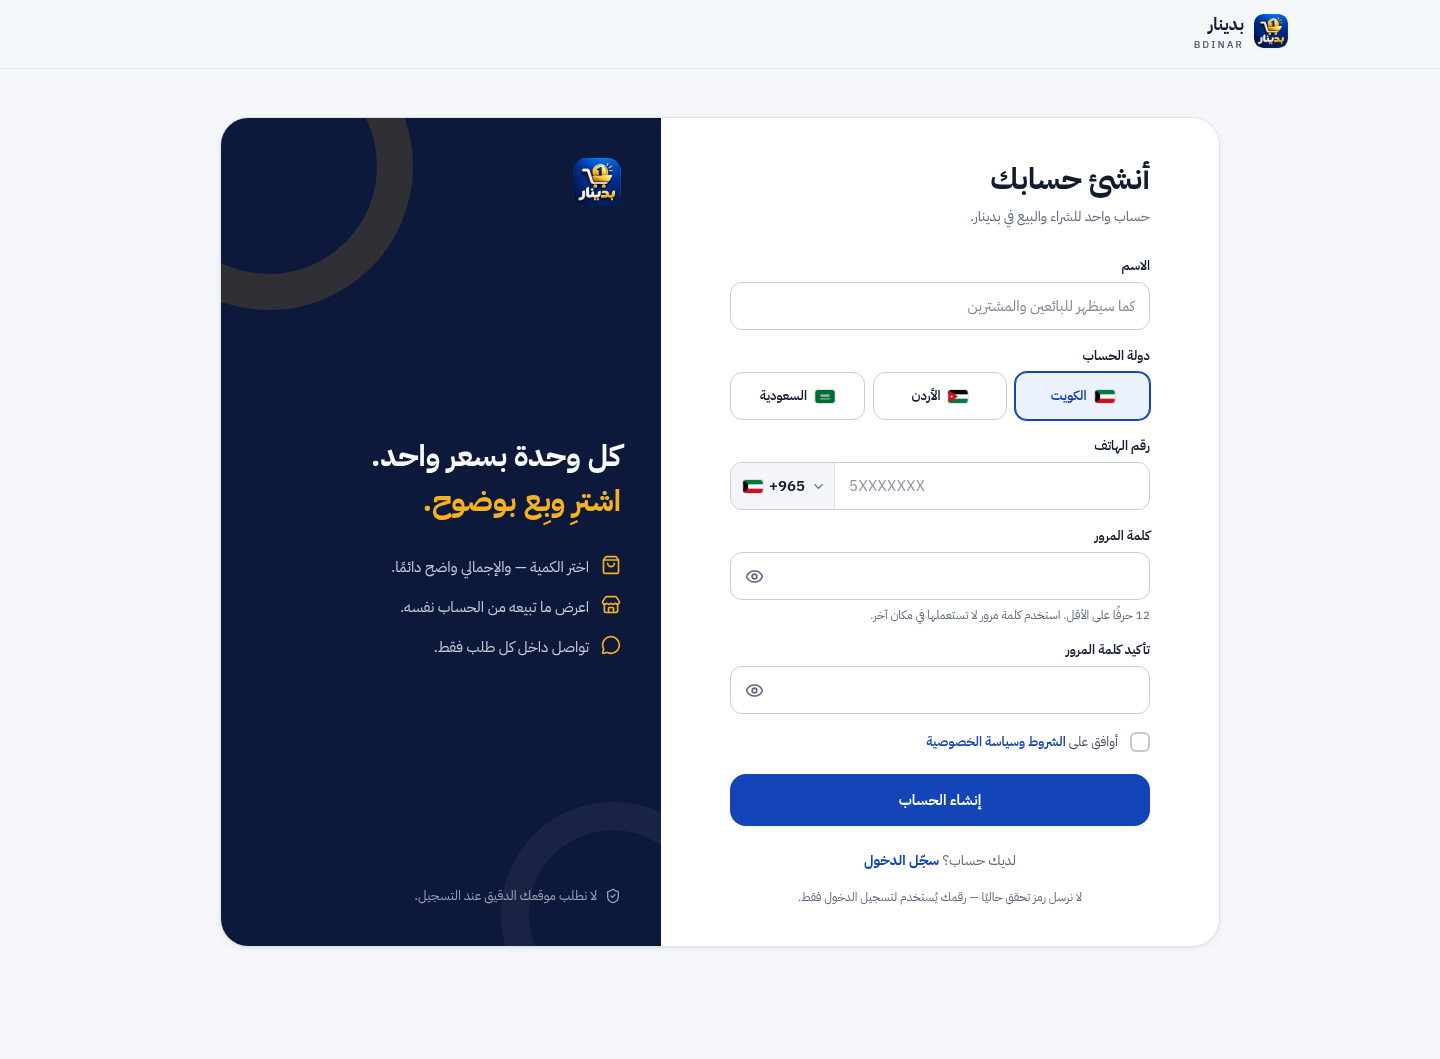 بدينار
BDINAR
أنشئ حسابك
حساب واحد للشراء والبيع في بدينار.
الاسم
كما سيظهر للبائعين والمشترين
دولة الحساب
الكويت
الأردن
السعودية
رقم الهاتف
+965
5XXXXXXX
كلمة المرور
12 حرفًا على الأقل. استخدم كلمة مرور لا تستعملها في مكان آخر.
تأكيد كلمة المرور
أوافق على الشروط وسياسة الخصوصية
إنشاء الحساب
لديك حساب؟ سجّل الدخول
لا نرسل رمز تحقق حاليًا — رقمك يُستخدم لتسجيل الدخول فقط.
بدينار
كل وحدة بسعر واحد.
اشترِ وبِع بوضوح.
اختر الكمية — والإجمالي واضح دائمًا.
اعرض ما تبيعه من الحساب نفسه.
تواصل داخل كل طلب فقط.
لا نطلب موقعك الدقيق عند التسجيل.